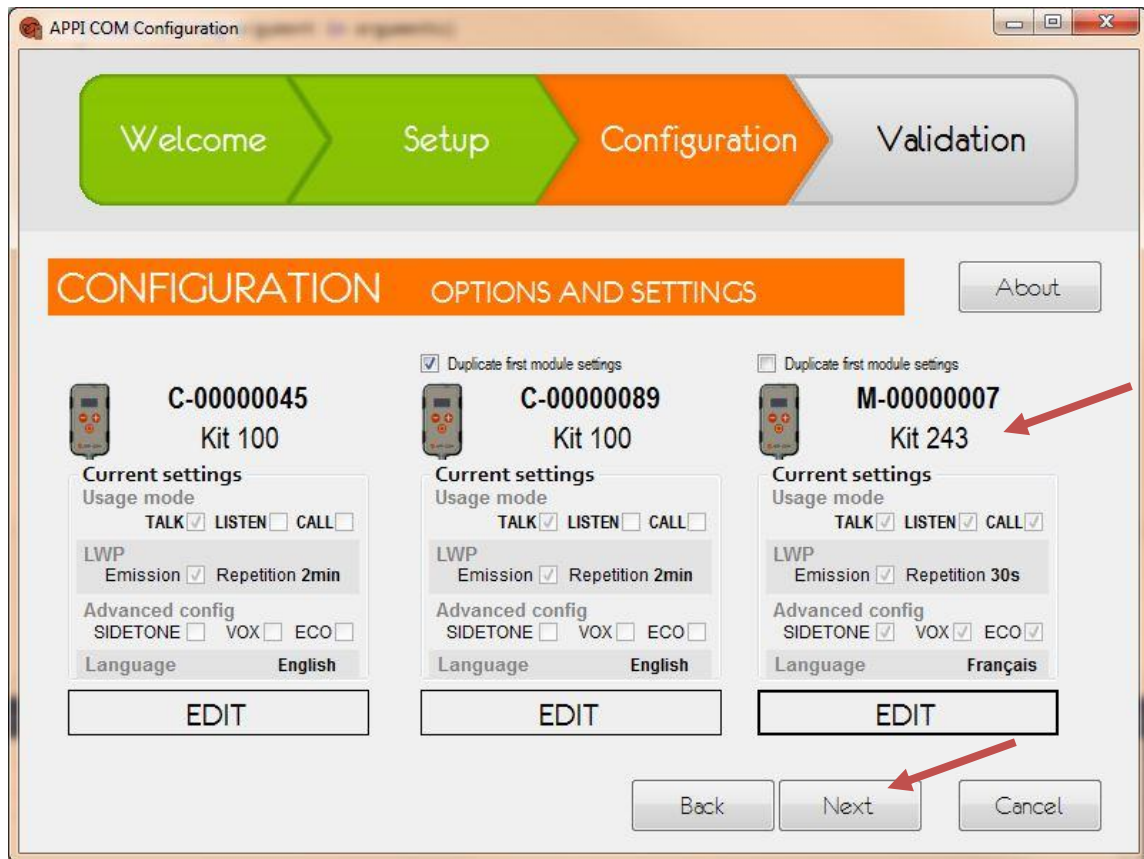 APPI COM Configuration
Welcome
Setup
Configuration
Validation
CONFIGURATION OPTIONS AND SETTINGS
About
C-00000045
Kit 100
Current settings
Usage mode
TALK LISTEN CALL
LWP
Emission Repetition 2min
Advanced config
SIDETONE VOX ECO
Language English
EDIT
Duplicate first module settings
C-00000089
Kit 100
Current settings
Usage mode
TALK LISTEN CALL
LWP
Emission Repetition 2min
Advanced config
SIDETONE VOX ECO
Language English
EDIT
Duplicate first module settings
M-00000007
Kit 243
Current settings
Usage mode
TALK LISTEN CALL
LWP
Emission Repetition 30s
Advanced config
SIDETONE VOX ECO
Language Français
EDIT
Back
Next
Cancel